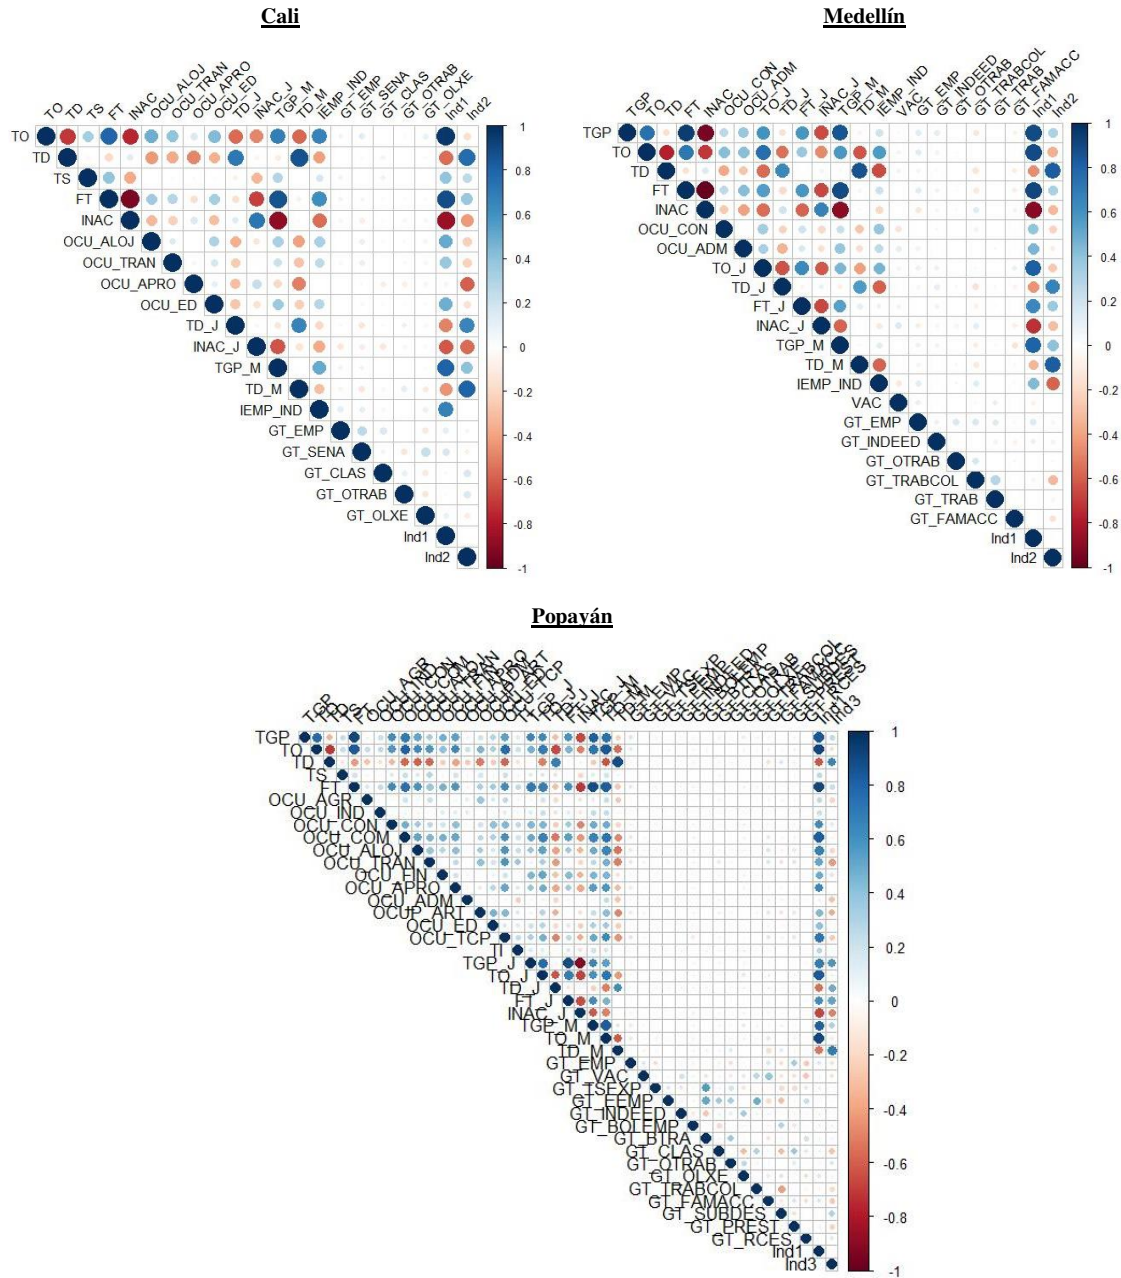 Cali
TO TD TS FT INAC OCU_ALOJ OCU_TRAN OCU_APRO OCU_ED TD_J INAC_J TGP_M TD_M IEMP_IND GT_EMP GT_SENA GT_CLAS GT_OTRAB GT_OLXE Ind1 Ind2
TO
TD
TS
FT
INAC
OCU_ALOJ
OCU_TRAN
OCU_APRO
OCU_ED
TD_J
INAC_J
TGP_M
TD_M
IEMP_IND
GT_EMP
GT_SENA
GT_CLAS
GT_OTRAB
GT_OLXE
Ind1
Ind2
1
0.8
0.6
0.4
0.2
0
-0.2
-0.4
-0.6
-0.8
-1
Medellín
TGP TO TD FT INAC OCU_CON OCU_ADM TO_J TD_J FT_J INAC_J TGP_M TD_M IEMP_IND VAC GT_EMP GT_INDEED GT_OTRAB GT_TRABCOL GT_TRAB GT_FAMACC Ind1 Ind2
TGP
TO
TD
FT
INAC
OCU_CON
OCU_ADM
TO_J
TD_J
FT_J
INAC_J
TGP_M
TD_M
IEMP_IND
VAC
GT_EMP
GT_INDEED
GT_OTRAB
GT_TRABCOL
GT_TRAB
GT_FAMACC
Ind1
Ind2
1
0.8
0.6
0.4
0.2
0
-0.2
-0.4
-0.6
-0.8
-1
Popayán
TGP
TO
TD
TS
FT
OCU_AGR
OCU_IND
OCU_CON
OCU_COM
OCU_ALOJ
OCU_TRAN
OCU_FIN
OCU_APRO
OCU_ADM
OCUP_ART
OCU_ED
OCU_TCP
TI
TGP_J
TO_J
TD_J
FT_J
INAC_J
TGP_M
TO_M
TD_M
GT_EMP
GT_VAC
GT_TSEXP
GT_EEMP
GT_INDEED
GT_BOLEMP
GT_BTRA
GT_CLAS
GT_OTRAB
GT_OLXE
GT_TRABCOL
GT_FAMACC
GT_SUBDES
GT_PREST
GT_RCES
Ind1
Ind3
1
0.8
0.6
0.4
0.2
0
-0.2
-0.4
-0.6
-0.8
-1